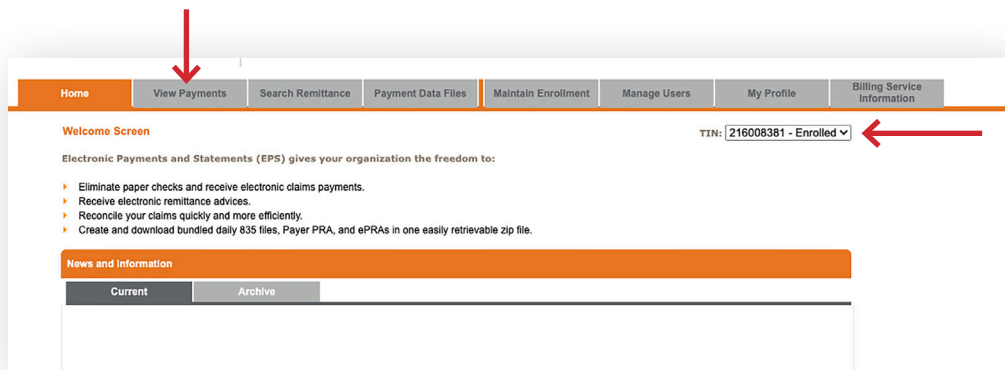 Home View Payments Search Remittance Payment Data Files Maintain Enrollment Manage Users My Profile Billing Service Information
Welcome Screen
TIN: 216008381 - Enrolled
Electronic Payments and Statements (EPS) gives your organization the freedom to:
Eliminate paper checks and receive electronic claims payments.
Receive electronic remittance advices.
Reconcile your claims quickly and more efficiently.
Create and download bundled daily 835 files, Payer PRA, and ePRAs in one easily retrievable zip file.
News and Information
Current Archive